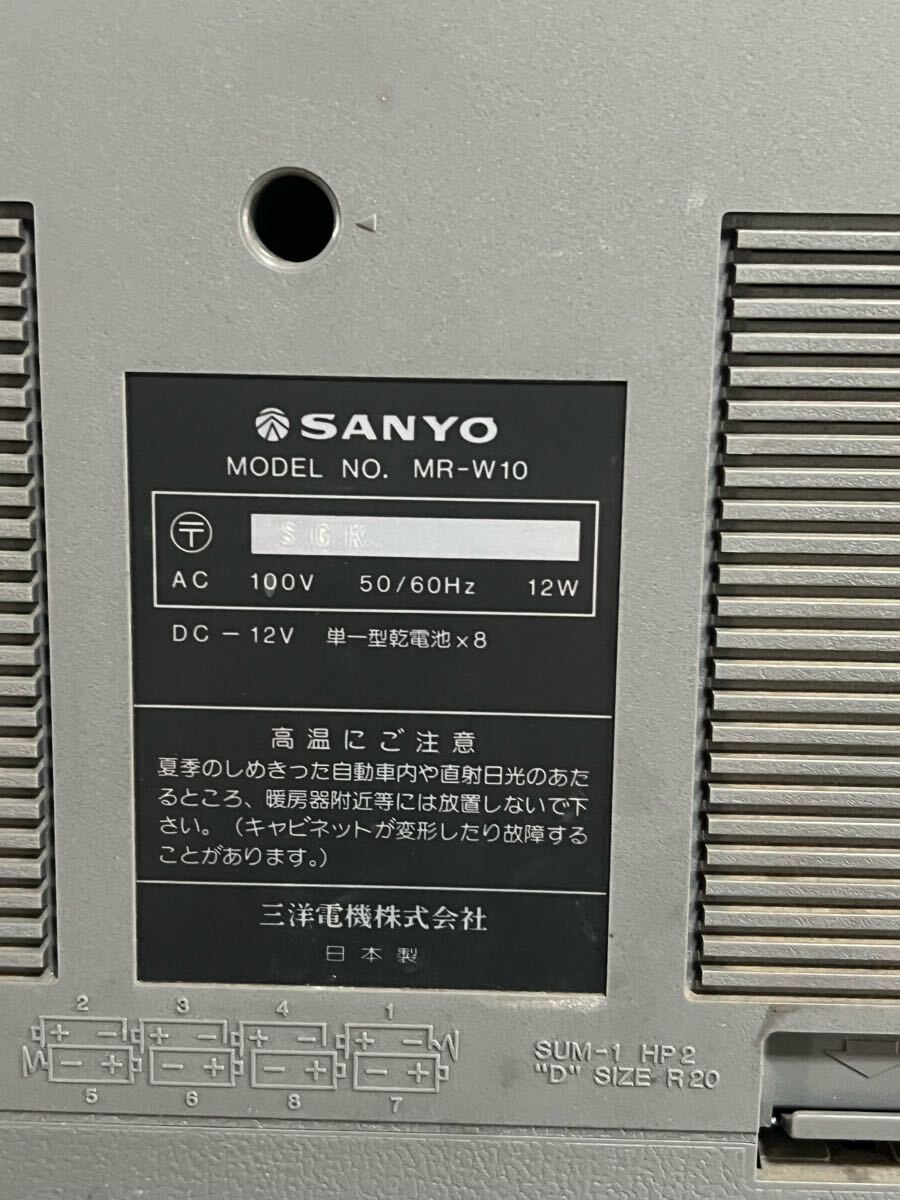 SANYO
MODEL NO. MR-W10
〒 S G K
AC 100V 50/60Hz 12W
DC - 12V 単一型乾電池×8
高温にご注意
夏季のしめきった自動車内や直射日光のあた
るところ、暖房器附近等には放置しないで下
さい。（キャビネットが変形したり故障する
ことがあります。）
三洋電機株式会社
日本製
2 3 4 1
+ - + - + - + -
- + - + - + - +
5 6 8 7
SUM-1 HP2
"D" SIZE R20